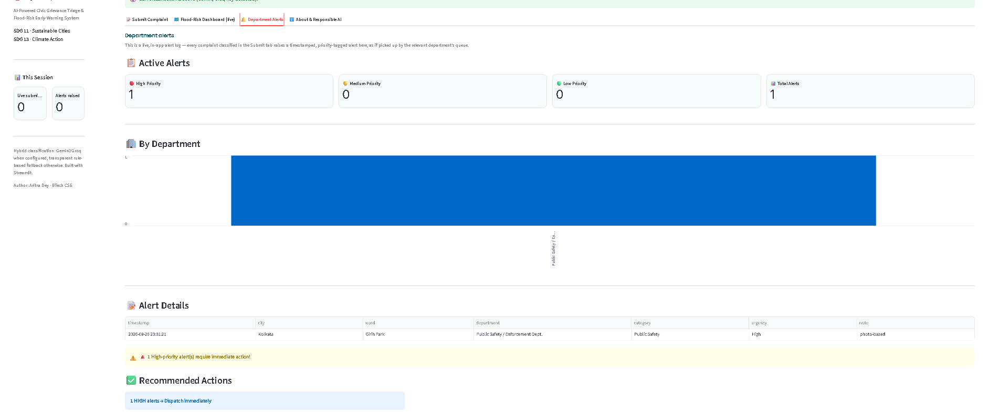 AI-Powered Civic Grievance Triage &
Flood-Risk Early-Warning System
SDG 11 · Sustainable Cities
SDG 13 · Climate Action
This Session
Live submi...
Alerts raised
0
0
Hybrid classification: Gemini/Groq
when configured, transparent rule-
based fallback otherwise. Built with
Streamlit.
Author: Aritra Dey · BTech CSE
Submit Complaint
Flood-Risk Dashboard (live)
Department Alerts
About & Responsible AI
Department alerts
This is a live, in-app alert log — every complaint classified in the Submit tab raises a timestamped, priority-tagged alert here, as if picked up by the relevant department's queue.
Active Alerts
High Priority
1
Medium Priority
0
Low Priority
0
Total Alerts
1
By Department
1
0
Public Safety / En...
Alert Details
timestamp city ward department category urgency note
2026-09-20 23:01:21 Kolkata Girih Park Public Safety / Enforcement Dept. Public Safety High photo-based
1 High-priority alert(s) require immediate action!
Recommended Actions
1 HIGH alerts → Dispatch immediately